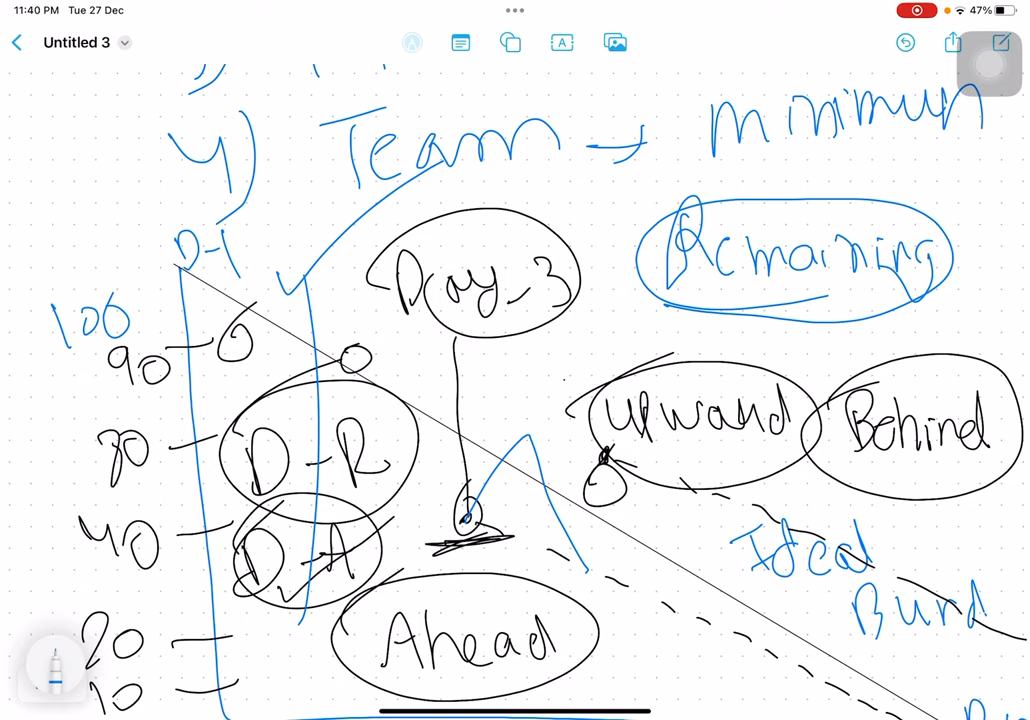 11:40 PM Tue 27 Dec
47%
Untitled 3
A
4) Team → minimum
D-1
Day-3
Remaining
100
90
Upward Behind
70
D-R
40
D-A
Ideal
Burd
20
Ahead
10